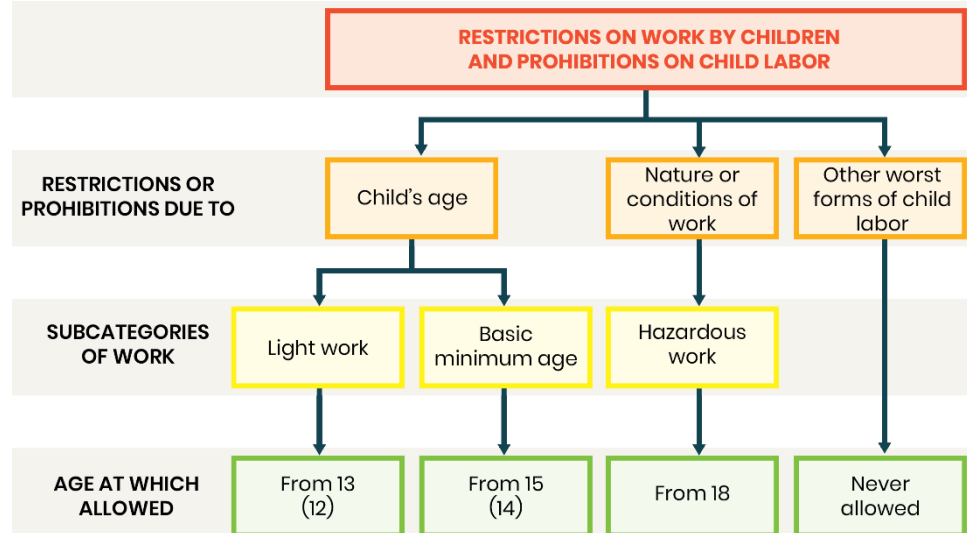 RESTRICTIONS ON WORK BY CHILDREN
AND PROHIBITIONS ON CHILD LABOR
RESTRICTIONS OR
PROHIBITIONS DUE TO
Child's age
Nature or
conditions of
work
Other worst
forms of child
labor
SUBCATEGORIES
OF WORK
Light work
Basic
minimum age
Hazardous
work
AGE AT WHICH
ALLOWED
From 13
(12)
From 15
(14)
From 18
Never
allowed